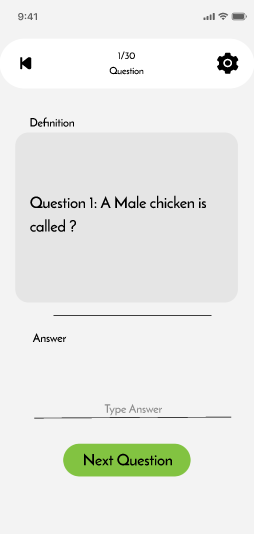 9:41
1/30
Question
Definition
Question 1: A Male chicken is
called ?
Answer
Type Answer
Next Question